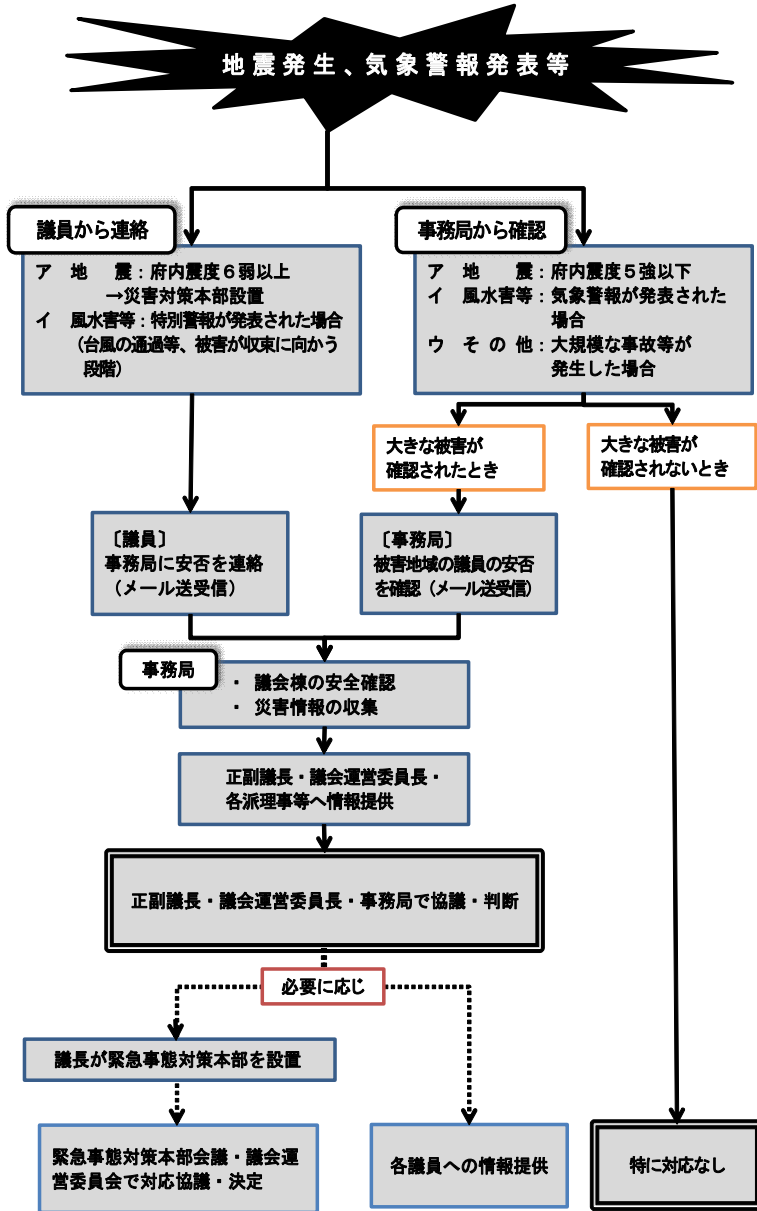 地震発生、気象警報発表等
議員から連絡
ア 地 震：府内震度６弱以上
→災害対策本部設置
イ 風水害等：特別警報が発表された場合
（台風の通過等、被害が収束に向かう
段階）
事務局から確認
ア 地 震：府内震度５強以下
イ 風水害等：気象警報が発表された
場合
ウ そ の 他：大規模な事故等が
発生した場合
大きな被害が
確認されたとき
大きな被害が
確認されないとき
〔議員〕
事務局に安否を連絡
（メール送受信）
〔事務局〕
被害地域の議員の安否
を確認（メール送受信）
事務局
・ 議会棟の安全確認
・ 災害情報の収集
正副議長・議会運営委員長・
各派理事等へ情報提供
正副議長・議会運営委員長・事務局で協議・判断
必要に応じ
議長が緊急事態対策本部を設置
緊急事態対策本部会議・議会運
営委員会で対応協議・決定
各議員への情報提供
特に対応なし